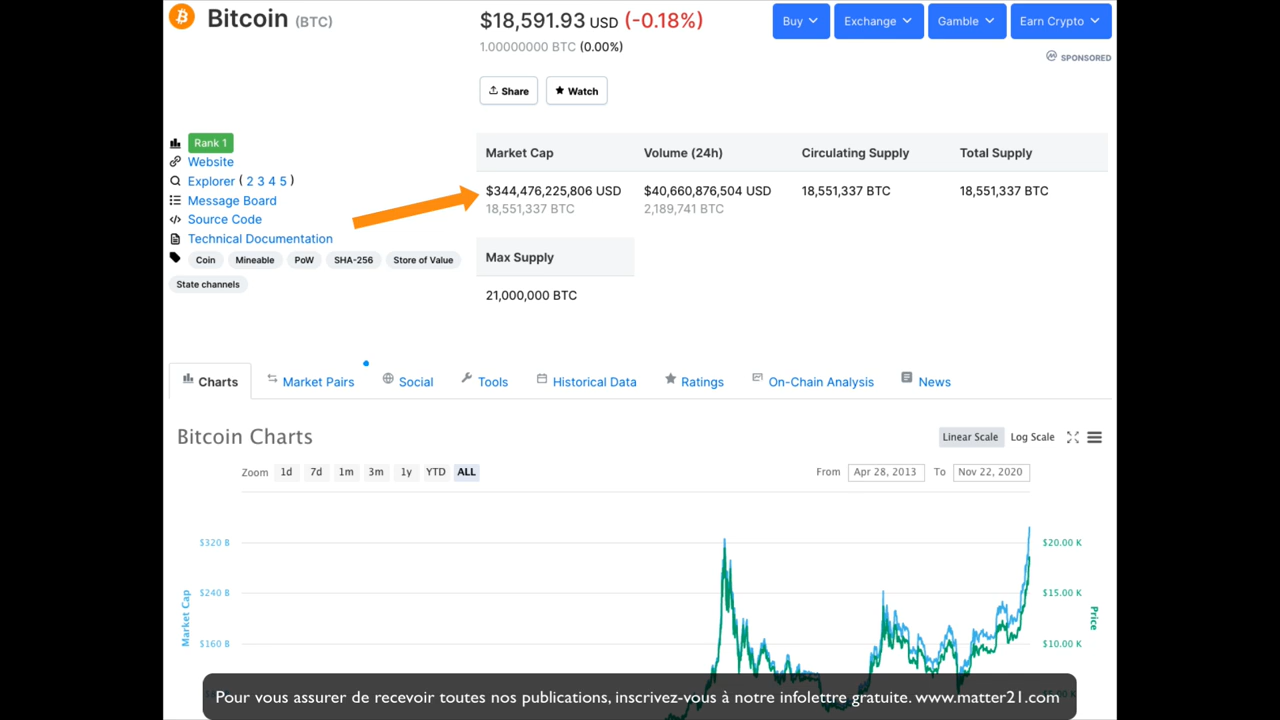 Bitcoin (BTC)
$18,591.93 USD (-0.18%)
1.00000000 BTC (0.00%)
Buy
Exchange
Gamble
Earn Crypto
SPONSORED
Share
Watch
Rank 1
Website
Explorer ( 2 3 4 5 )
Message Board
Source Code
Technical Documentation
Coin Mineable PoW SHA-256 Store of Value
State channels
Market Cap Volume (24h) Circulating Supply Total Supply
$344,476,225,806 USD $40,660,876,504 USD 18,551,337 BTC 18,551,337 BTC
18,551,337 BTC 2,189,741 BTC
Max Supply
21,000,000 BTC
Charts Market Pairs Social Tools Historical Data Ratings On-Chain Analysis News
Bitcoin Charts
Linear Scale Log Scale
Zoom 1d 7d 1m 3m 1y YTD ALL
From Apr 28, 2013 To Nov 22, 2020
$320 B $20.00 K
$240 B $15.00 K
$160 B $10.00 K
Market Cap
Price
Pour vous assurer de recevoir toutes nos publications, inscrivez-vous à notre infolettre gratuite. www.matter21.com